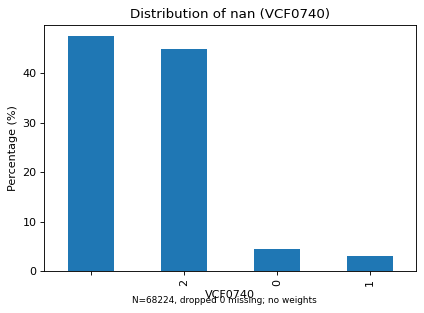 Distribution of nan (VCF0740)
Percentage (%)
40
30
20
10
0
2
0
1
VCF0740
N=68224, dropped 0 missing; no weights